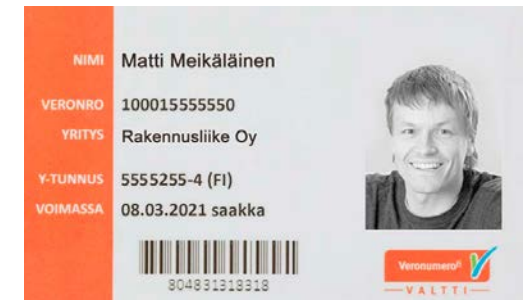 NIMI Matti Meikäläinen
VERONRO 100015555550
YRITYS Rakennusliike Oy
Y-TUNNUS 5555255-4 (FI)
VOIMASSA 08.03.2021 saakka
804831318318
Veronumero.fi
VALTTI